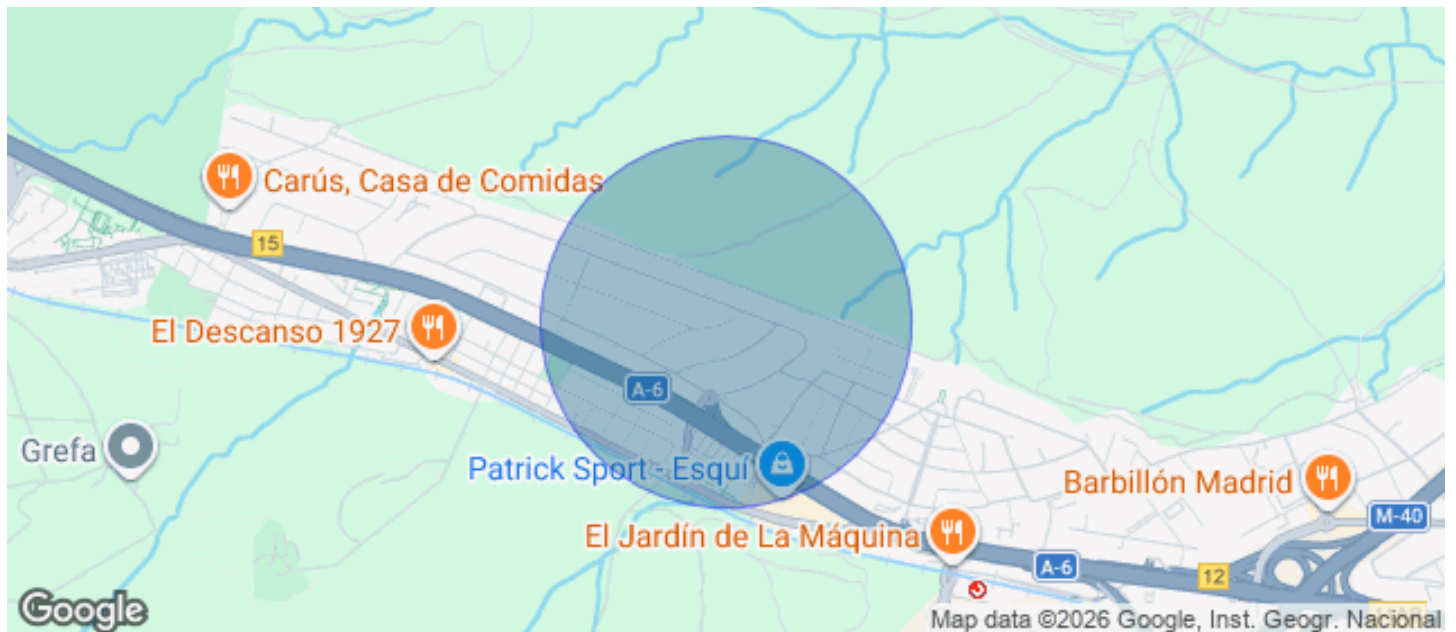 Carús, Casa de Comidas
15
El Descanso 1927
A-6
Grefa
Patrick Sport - Esquí
Barbillón Madrid
M-40
El Jardín de La Máquina
A-6
12
Google
Map data ©2026 Google, Inst. Geogr. Nacional